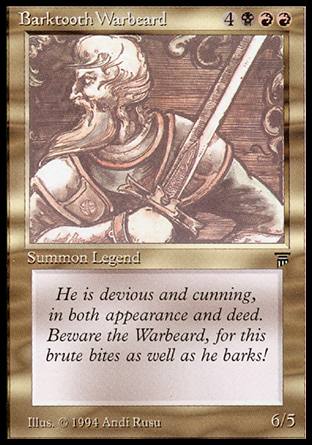 Barktooth Warbeard 4
Summon Legend
He is devious and cunning,
in both appearance and deed.
Beware the Warbeard, for this
brute bites as well as he barks!
Illus. © 1994 Andi Rusu 6/5